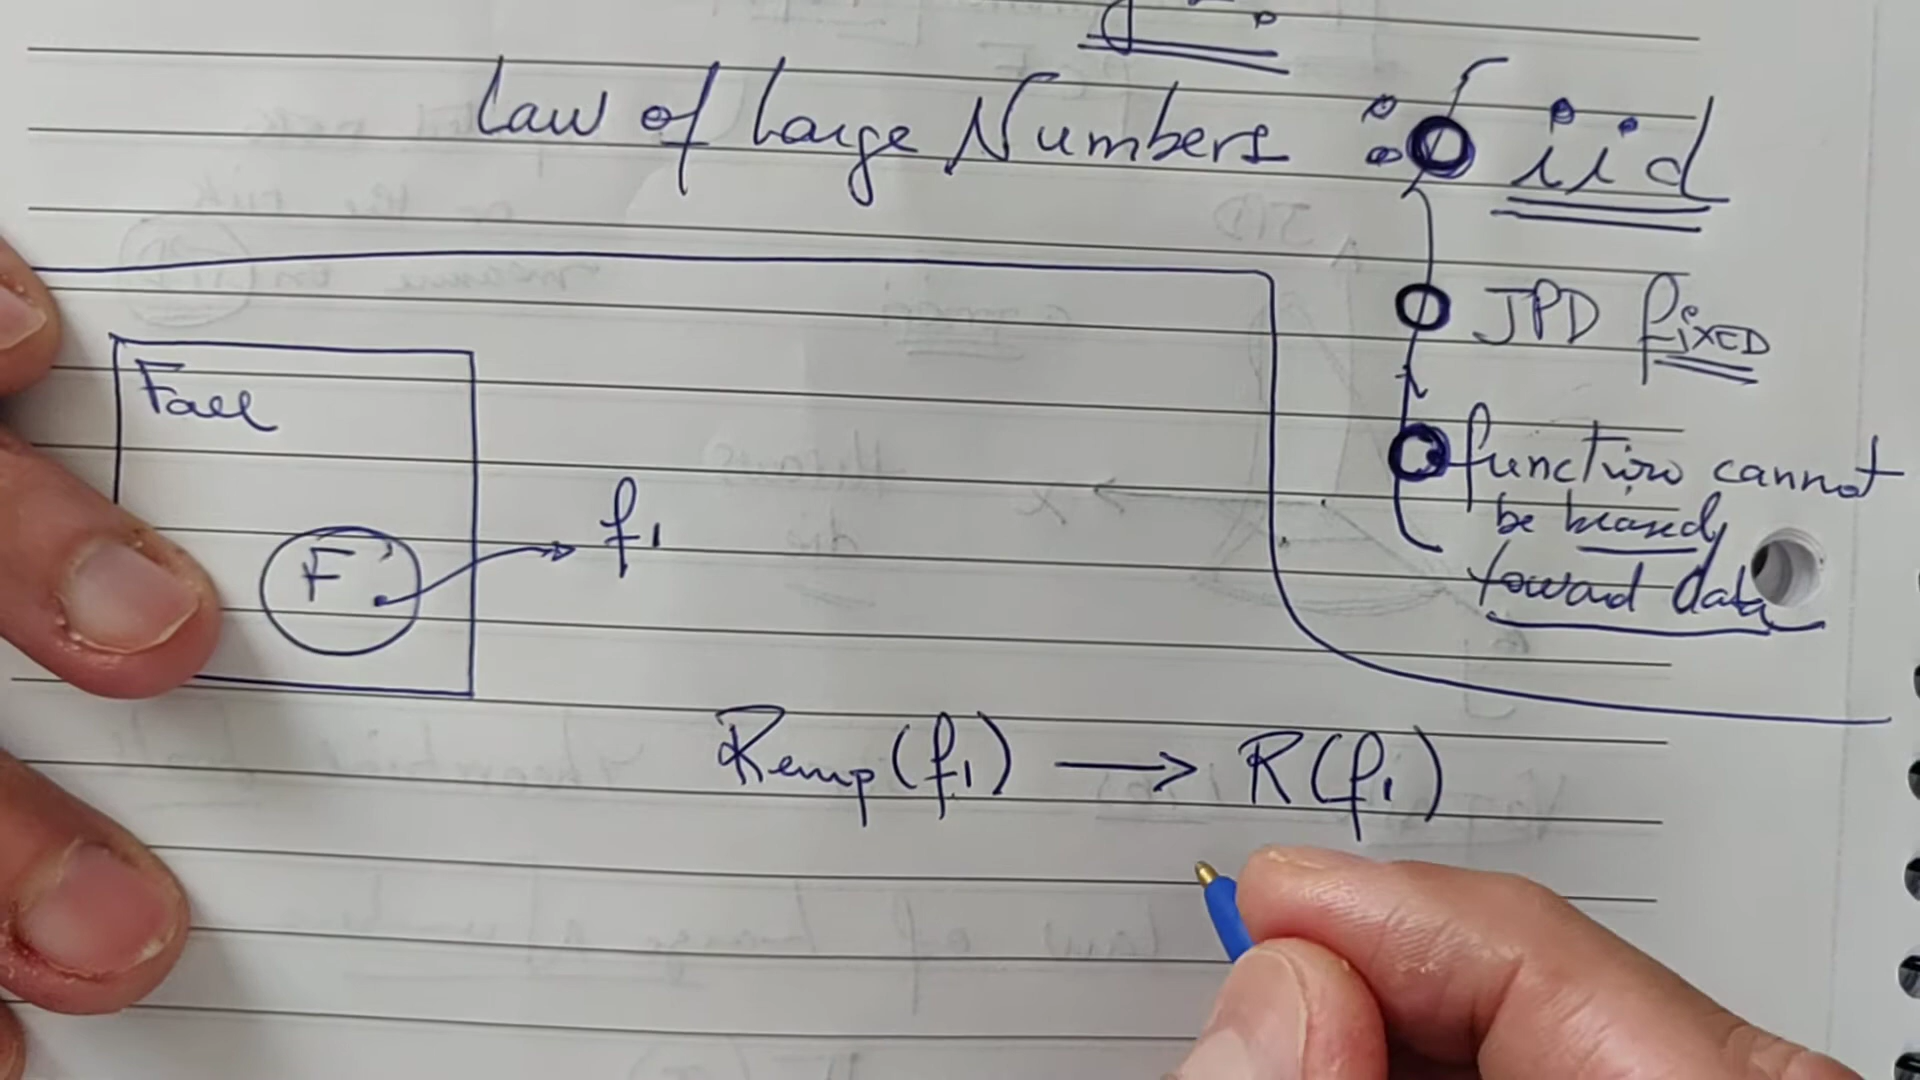 Law of Large Numbers :
iid
JPD fixED
function cannot
be biased
toward data
Fall
F'
f1
Remp(f1) → R(f1)